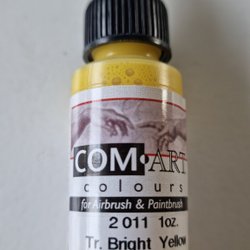 COM•ART
colours
for Airbrush & Paintbrush
2011 1oz.
Tr. Bright Yellow